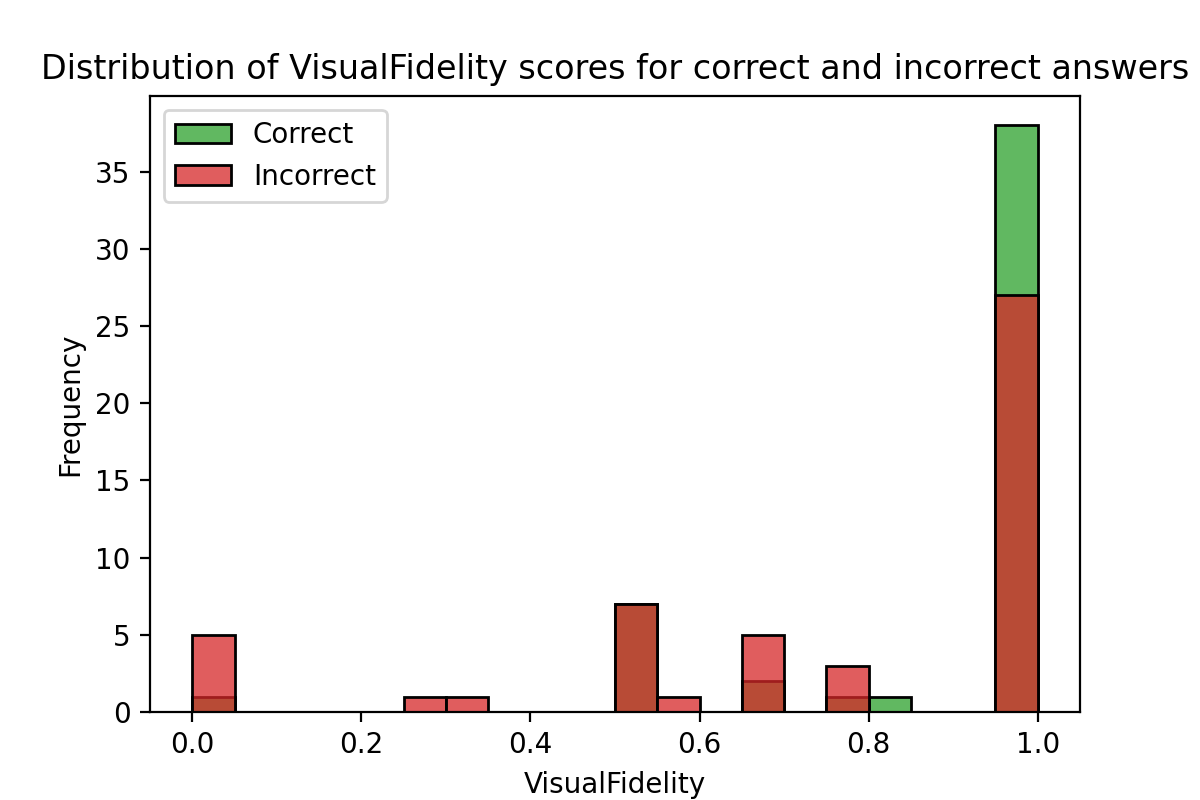 Distribution of VisualFidelity scores for correct and incorrect answers
Correct
Incorrect
35
30
25
20
15
10
5
0
Frequency
0.0 0.2 0.4 0.6 0.8 1.0
VisualFidelity